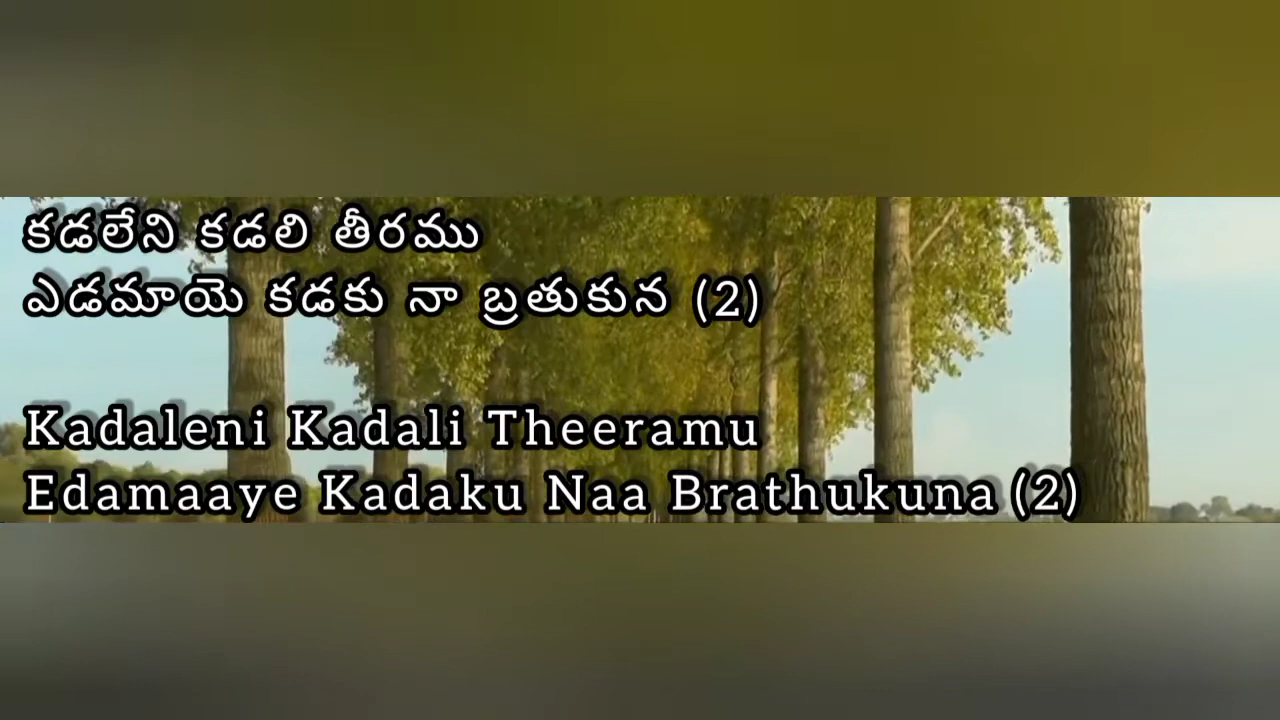 కడలేని కడలి తీరము
ఎడమాయె కడకు నా బ్రతుకున (2)
Kadaleni Kadali Theeramu
Edamaaye Kadaku Naa Brathukuna (2)